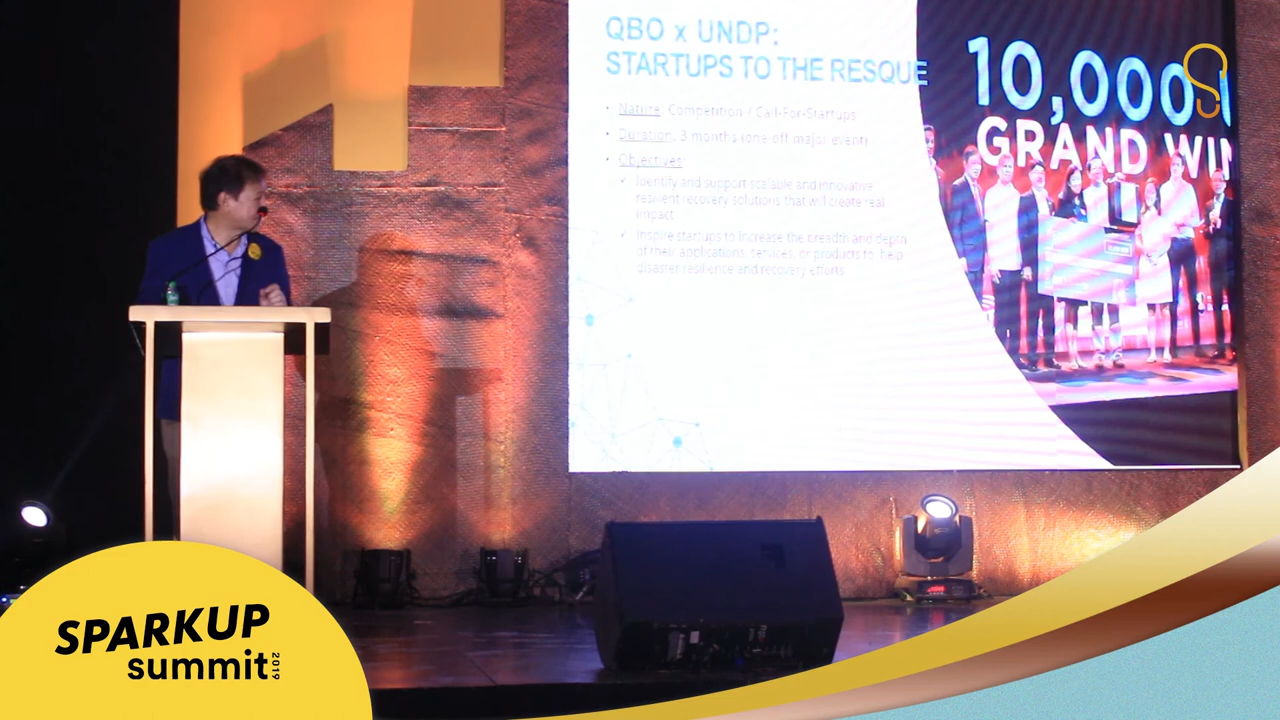 QBO x UNDP:
STARTUPS TO THE RESQUE
• Nature: Competition / Call-For-Startups
• Duration: 3 months (one off major event)
• Objectives:
✓ Identify and support scalable and innovative
resilient recovery solutions that will create real
impact.
✓ Inspire startups to increase the breadth and depth
of their applications, services, or products to help
disaster resilience and recovery efforts.
10,000
GRAND WIN
SPARKUP
summit
2019